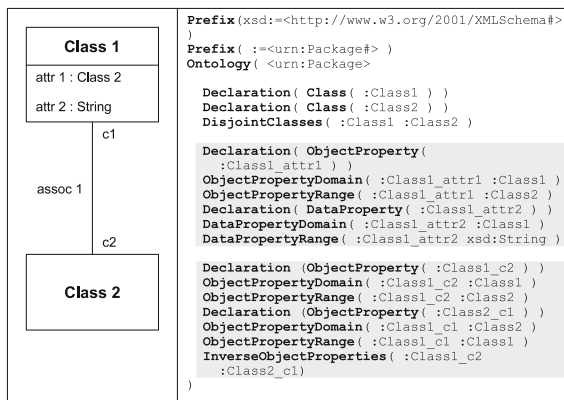 Class 1
attr 1 : Class 2
attr 2 : String
c1
assoc 1
c2
Class 2
Prefix(xsd:=<http://www.w3.org/2001/XMLSchema#>
)
Prefix( :=<urn:Package#> )
Ontology( <urn:Package>
Declaration( Class( :Class1 ) )
Declaration( Class( :Class2 ) )
DisjointClasses( :Class1 :Class2 )
Declaration( ObjectProperty(
:Class1_attr1 ) )
ObjectPropertyDomain( :Class1_attr1 :Class1 )
ObjectPropertyRange( :Class1_attr1 :Class2 )
Declaration( DataProperty( :Class1_attr2 ) )
DataPropertyDomain( :Class1_attr2 :Class1 )
DataPropertyRange( :Class1_attr2 xsd:String )
Declaration (ObjectProperty( :Class1_c2 ) )
ObjectPropertyDomain( :Class1_c2 :Class1 )
ObjectPropertyRange( :Class1_c2 :Class2 )
Declaration (ObjectProperty( :Class2_c1 ) )
ObjectPropertyDomain( :Class1_c1 :Class2 )
ObjectPropertyRange( :Class1_c1 :Class1 )
InverseObjectProperties( :Class1_c2
:Class2_c1)
)